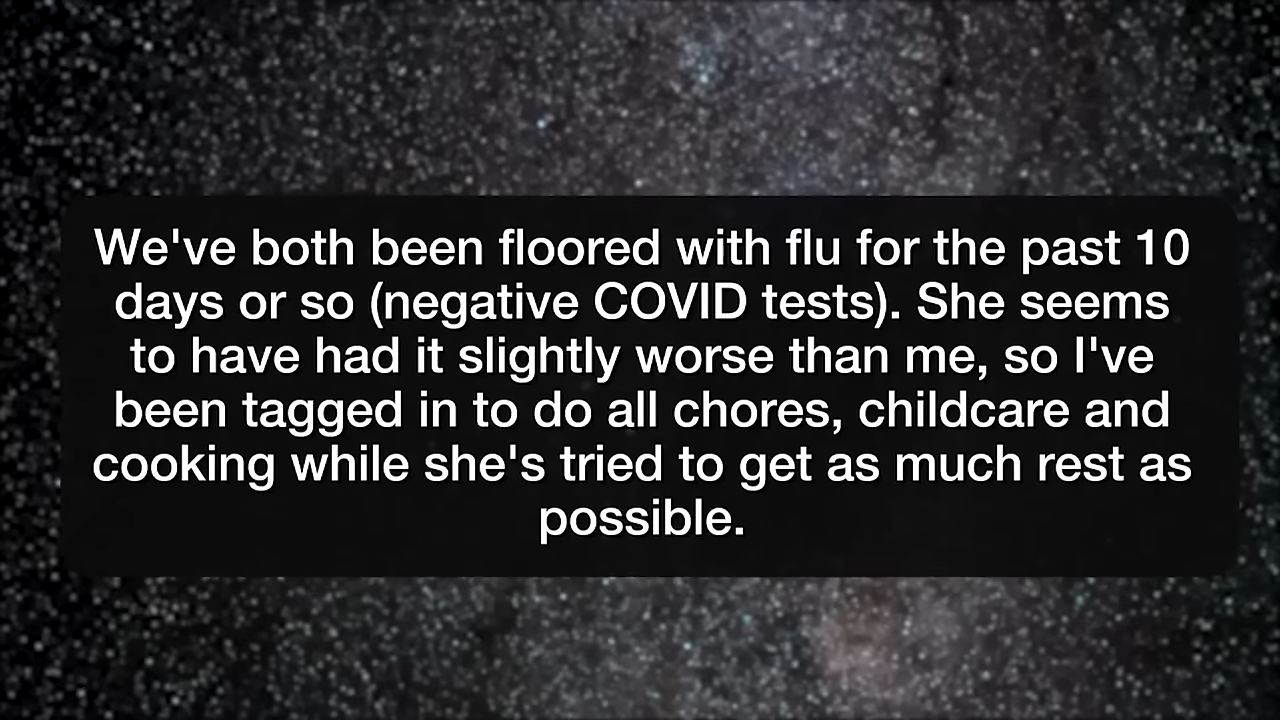 We've both been floored with flu for the past 10
days or so (negative COVID tests). She seems
to have had it slightly worse than me, so I've
been tagged in to do all chores, childcare and
cooking while she's tried to get as much rest as
possible.